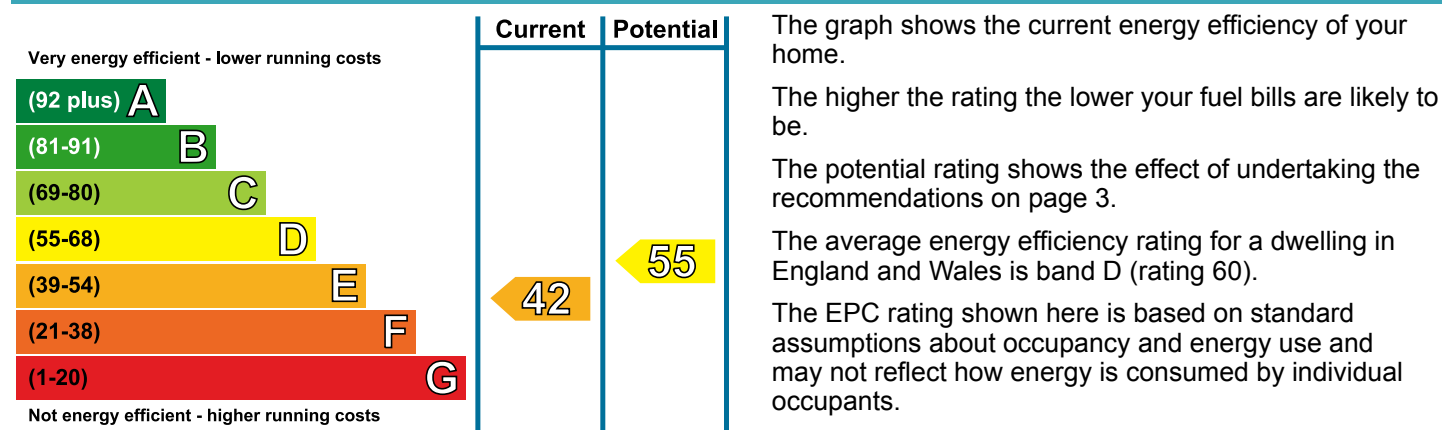 Current Potential
Very energy efficient - lower running costs
(92 plus) A
(81-91) B
(69-80) C
(55-68) D
(39-54) E
(21-38) F
(1-20) G
Not energy efficient - higher running costs
42
55
The graph shows the current energy efficiency of your
home.
The higher the rating the lower your fuel bills are likely to
be.
The potential rating shows the effect of undertaking the
recommendations on page 3.
The average energy efficiency rating for a dwelling in
England and Wales is band D (rating 60).
The EPC rating shown here is based on standard
assumptions about occupancy and energy use and
may not reflect how energy is consumed by individual
occupants.